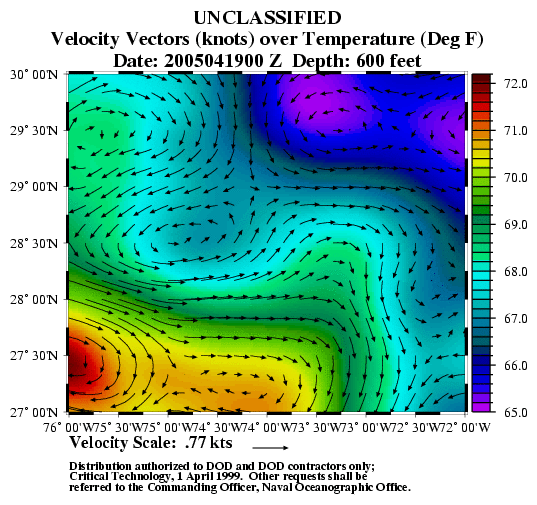 UNCLASSIFIED
Velocity Vectors (knots) over Temperature (Deg F)
Date: 2005041900 Z Depth: 600 feet
30° 00'N
29° 30'N
29° 00'N
28° 30'N
28° 00'N
27° 30'N
27° 00'N
72.0
71.0
70.0
69.0
68.0
67.0
66.0
65.0
76° 00'W75° 30'W75° 00'W74° 30'W74° 00'W73° 30'W73° 00'W72° 30'W72° 00'W
Velocity Scale: .77 kts
Distribution authorized to DOD and DOD contractors only;
Critical Technology, 1 April 1999. Other requests shall be
referred to the Commanding Officer, Naval Oceanographic Office.